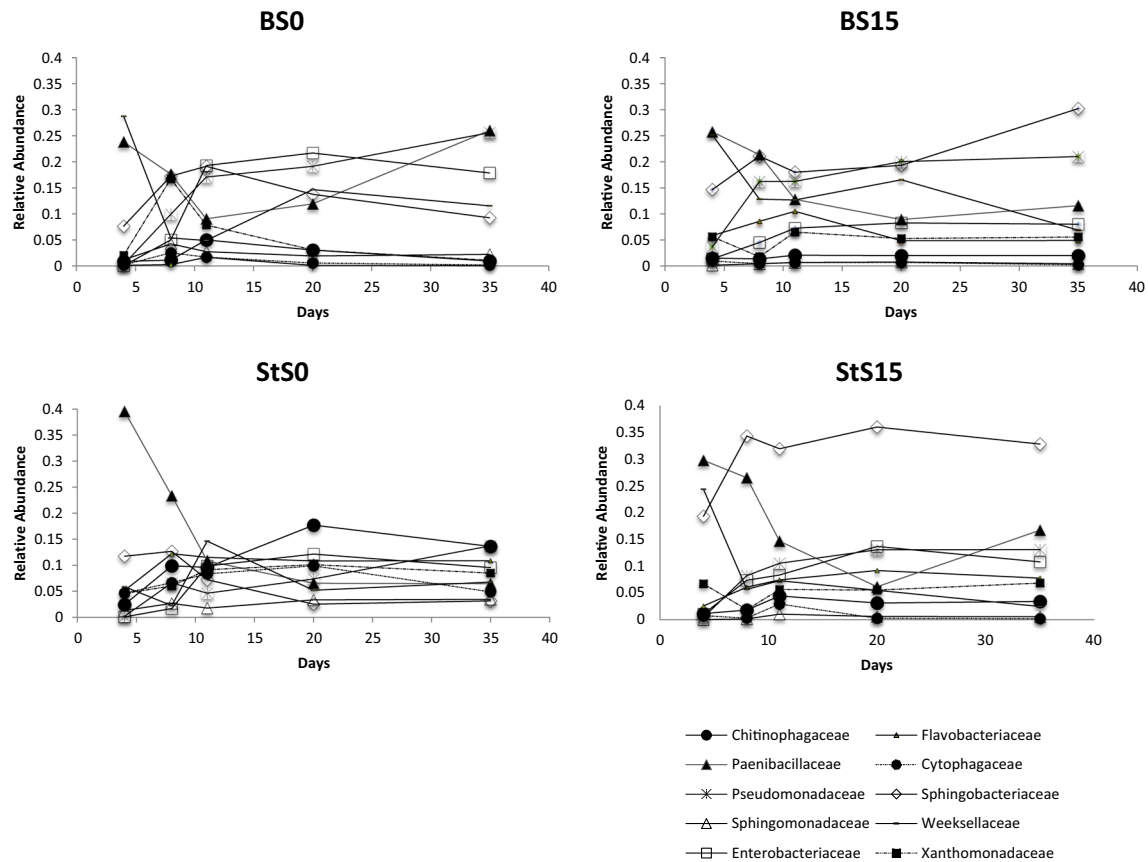 BS0
0.4
0.35
0.3
0.25
0.2
0.15
0.1
0.05
0
Relative Abundance
0 5 10 15 20 25 30 35 40
Days
BS15
0.4
0.35
0.3
0.25
0.2
0.15
0.1
0.05
0
Relative Abundance
0 5 10 15 20 25 30 35 40
Days
StS0
0.4
0.35
0.3
0.25
0.2
0.15
0.1
0.05
0
Relative Abundance
0 5 10 15 20 25 30 35 40
Days
StS15
0.4
0.35
0.3
0.25
0.2
0.15
0.1
0.05
0
Relative Abundance
0 5 10 15 20 25 30 35 40
Days
Chitinophagaceae Flavobacteriaceae
Paenibacillaceae Cytophagaceae
Pseudomonadaceae Sphingobacteriaceae
Sphingomonadaceae Weeksellaceae
Enterobacteriaceae Xanthomonadaceae